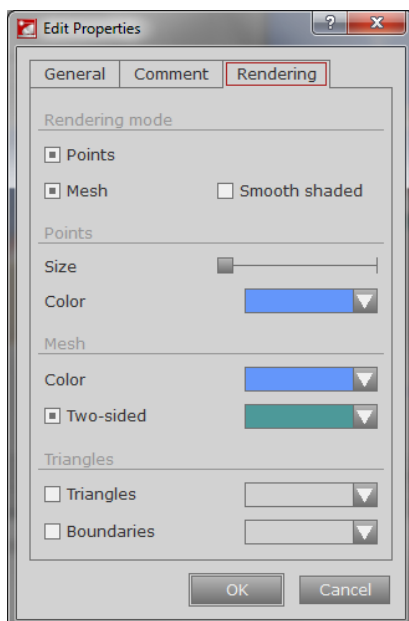 Edit Properties
General Comment Rendering
Rendering mode
Points
Mesh Smooth shaded
Points
Size
Color
Mesh
Color
Two-sided
Triangles
Triangles
Boundaries
OK Cancel